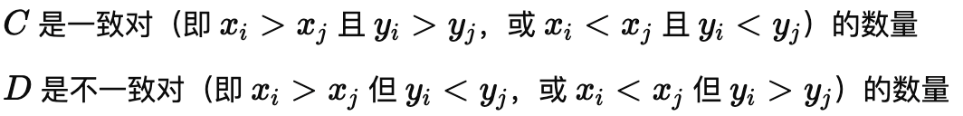 C 是一致对（即 x_i > x_j 且 y_i > y_j，或 x_i < x_j 且 y_i < y_j）的数量
D 是不一致对（即 x_i > x_j 但 y_i < y_j，或 x_i < x_j 但 y_i > y_j）的数量